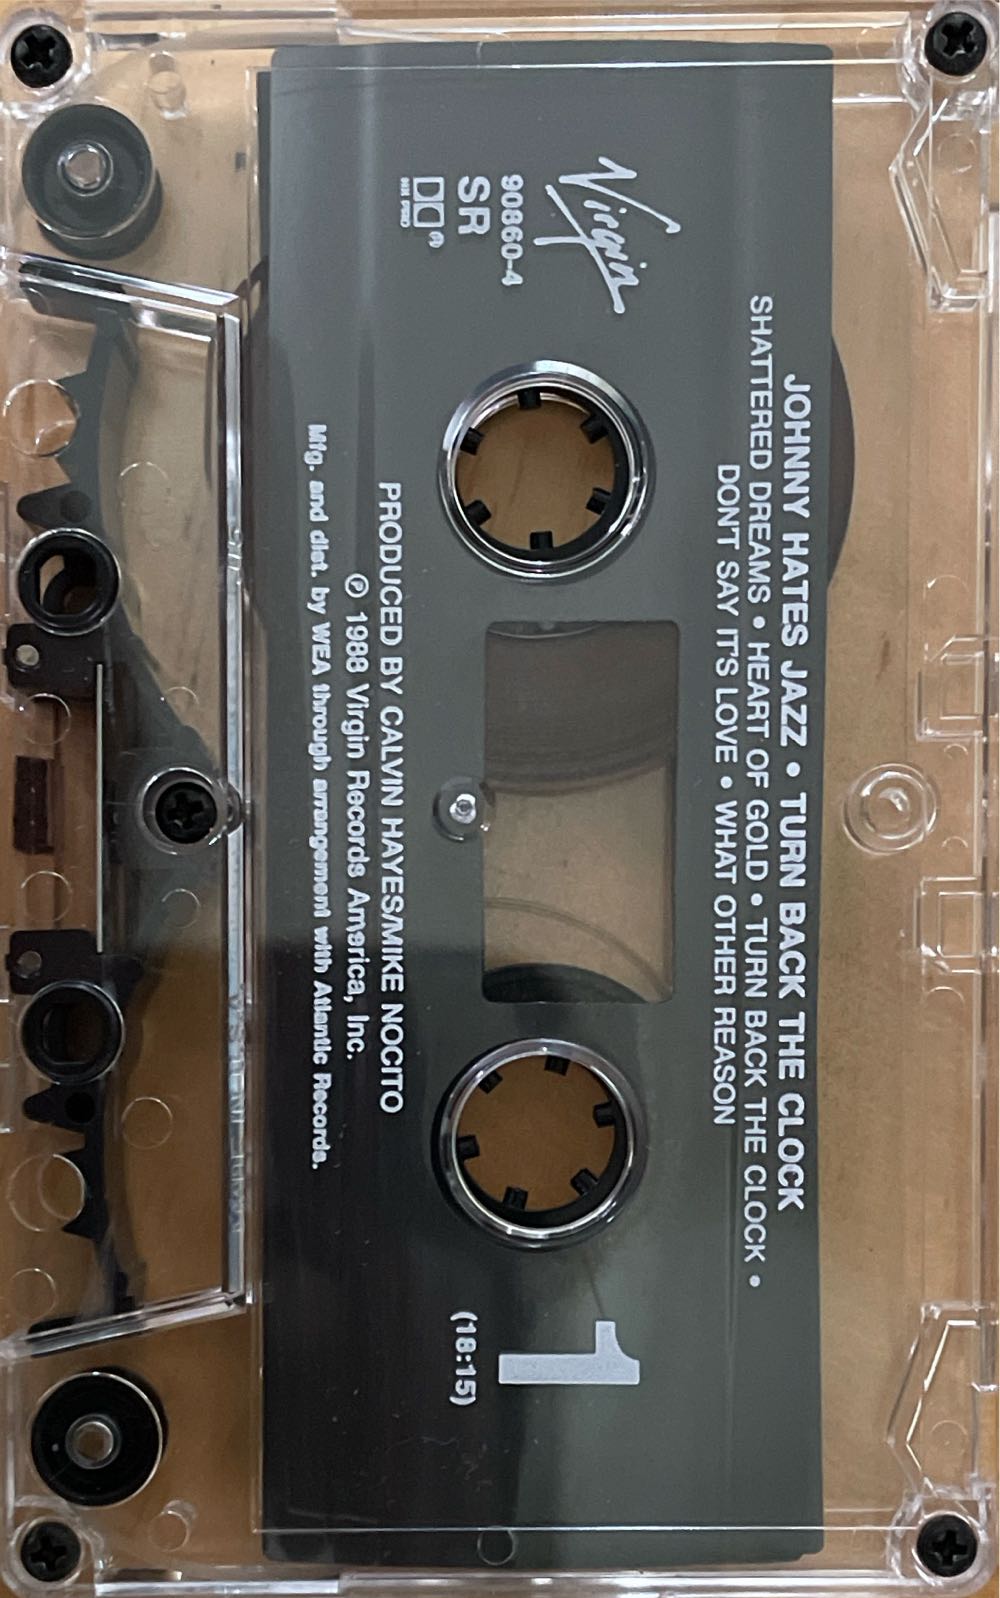 JOHNNY HATES JAZZ • TURN BACK THE CLOCK
SHATTERED DREAMS • HEART OF GOLD • TURN BACK THE CLOCK •
DON'T SAY IT'S LOVE • WHAT OTHER REASON
Virgin
90860-4
SR
1
(18:15)
PRODUCED BY CALVIN HAYES/MIKE NOCITO
℗ 1988 Virgin Records America, Inc.
Mfg. and dist. by WEA through arrangement with Atlantic Records.